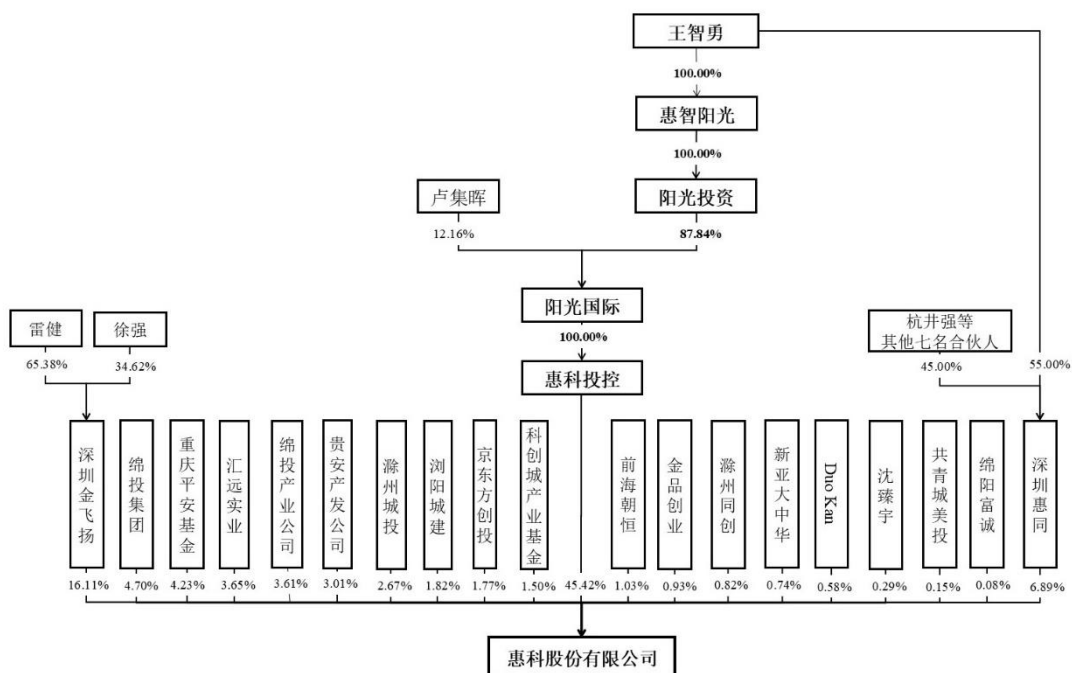 王智勇
100.00%
惠智阳光
100.00%
卢集晖
阳光投资
12.16%
87.84%
阳光国际
雷健
徐强
杭井强等
其他七名合伙人
100.00%
65.38%
34.62%
惠科投控
45.00%
55.00%
深圳金飞扬
绵投集团
重庆平安基金
汇远实业
绵投产业公司
贵安产发公司
滁州城投
浏阳城建
京东方创投
科创城产业基金
前海朝恒
金品创业
滁州同创
新亚大中华
Duo Kan
沈臻宇
共青城美投
绵阳富诚
深圳惠同
16.11%
4.70%
4.23%
3.65%
3.61%
3.01%
2.67%
1.82%
1.77%
1.50%
45.42%
1.03%
0.93%
0.82%
0.74%
0.58%
0.29%
0.15%
0.08%
6.89%
惠科股份有限公司